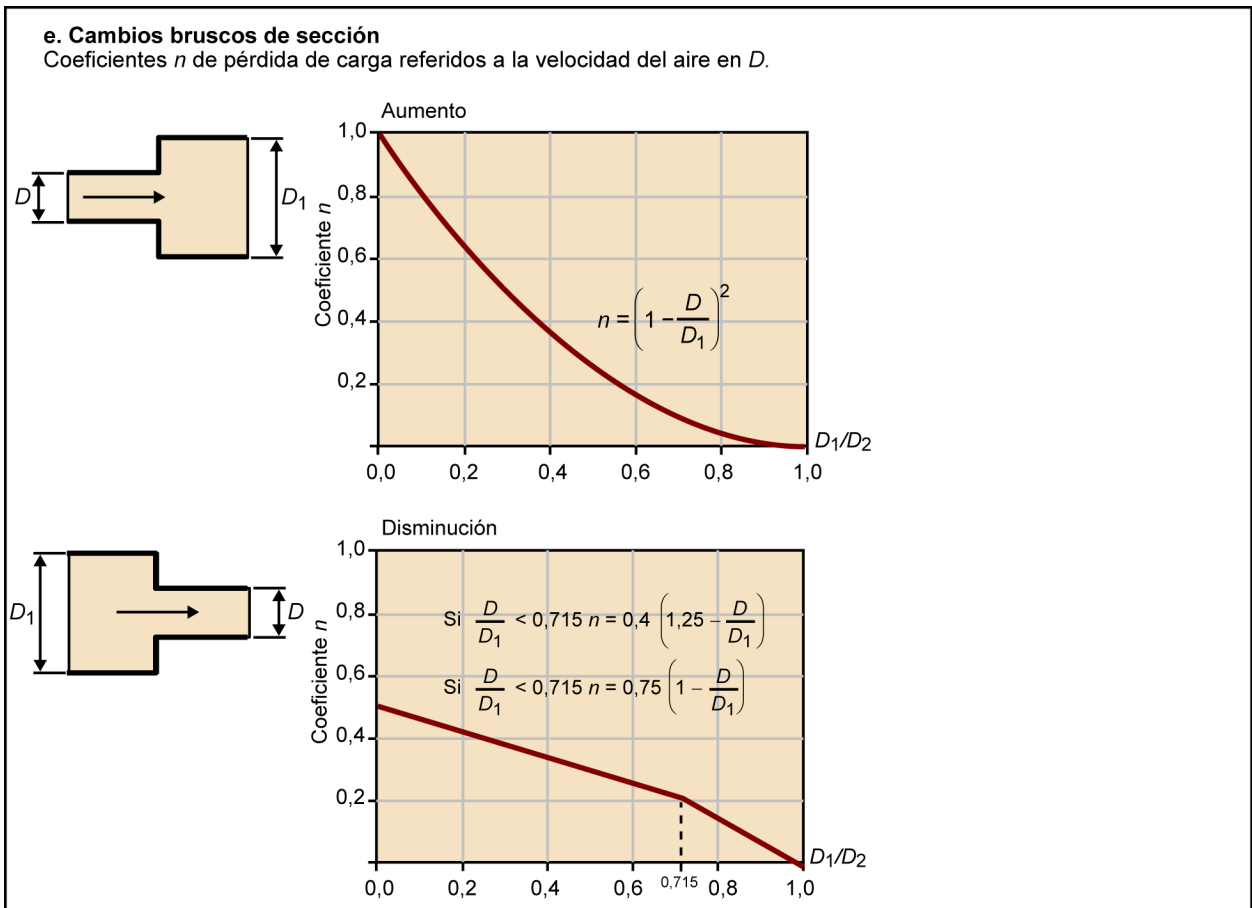 e. Cambios bruscos de sección
Coeficientes n de pérdida de carga referidos a la velocidad del aire en D.
Aumento
D
D1
Coeficiente n
1,0
0,8
0,6
0,4
0,2
n = (1 − D/D1)²
D1/D2
0,0 0,2 0,4 0,6 0,8 1,0
Disminución
D1
D
Coeficiente n
1,0
0,8
0,6
0,4
0,2
Si D/D1 < 0,715 n = 0,4 (1,25 − D/D1)
Si D/D1 < 0,715 n = 0,75 (1 − D/D1)
D1/D2
0,0 0,2 0,4 0,6 0,715 0,8 1,0